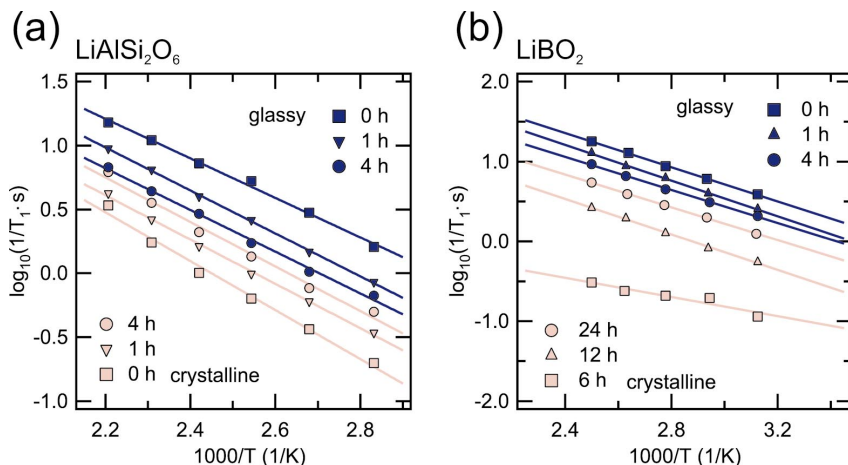 (a)
LiAlSi₂O₆
log₁₀(1/T₁·s)
1.5
1.0
0.5
0.0
-0.5
-1.0
glassy
0 h
1 h
4 h
4 h
1 h
0 h crystalline
2.2 2.4 2.6 2.8
1000/T (1/K)
(b)
LiBO₂
log₁₀(1/T₁·s)
2.0
1.0
0.0
-1.0
-2.0
glassy
0 h
1 h
4 h
24 h
12 h
6 h crystalline
2.4 2.8 3.2
1000/T (1/K)